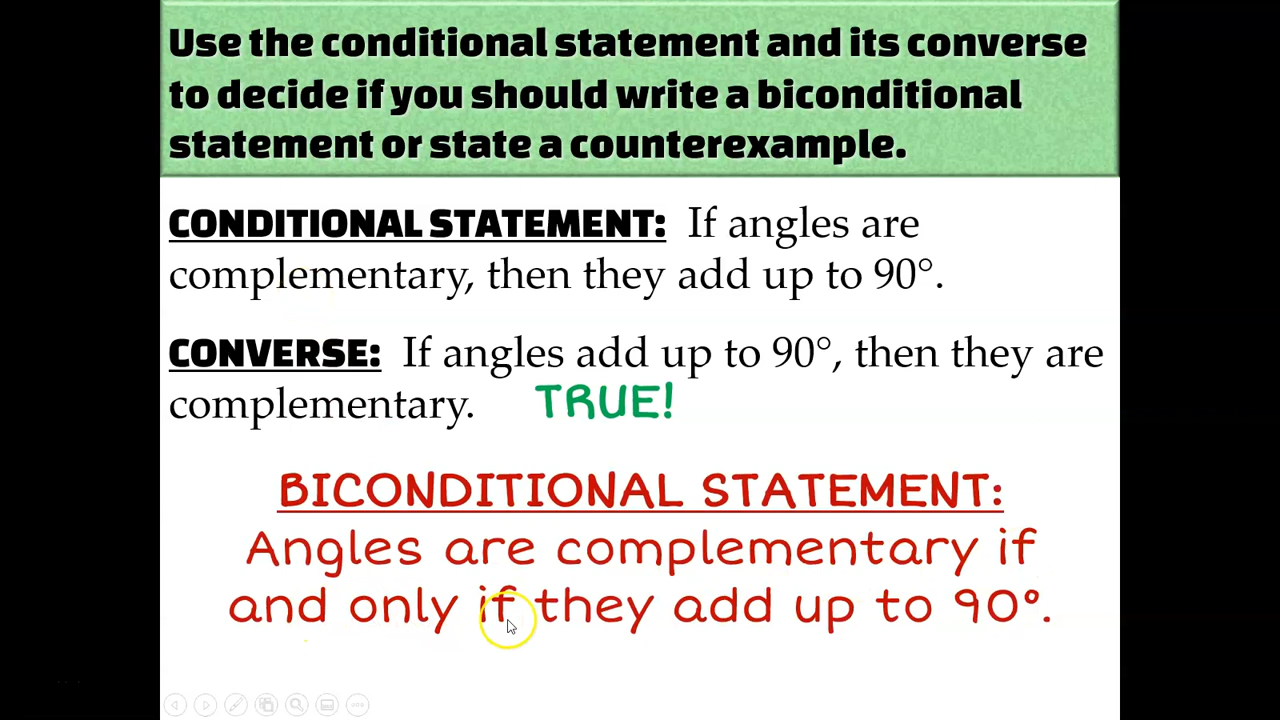 Use the conditional statement and its converse
to decide if you should write a biconditional
statement or state a counterexample.
CONDITIONAL STATEMENT: If angles are
complementary, then they add up to 90°.
CONVERSE: If angles add up to 90°, then they are
complementary. TRUE!
BICONDITIONAL STATEMENT:
Angles are complementary if
and only if they add up to 90°.